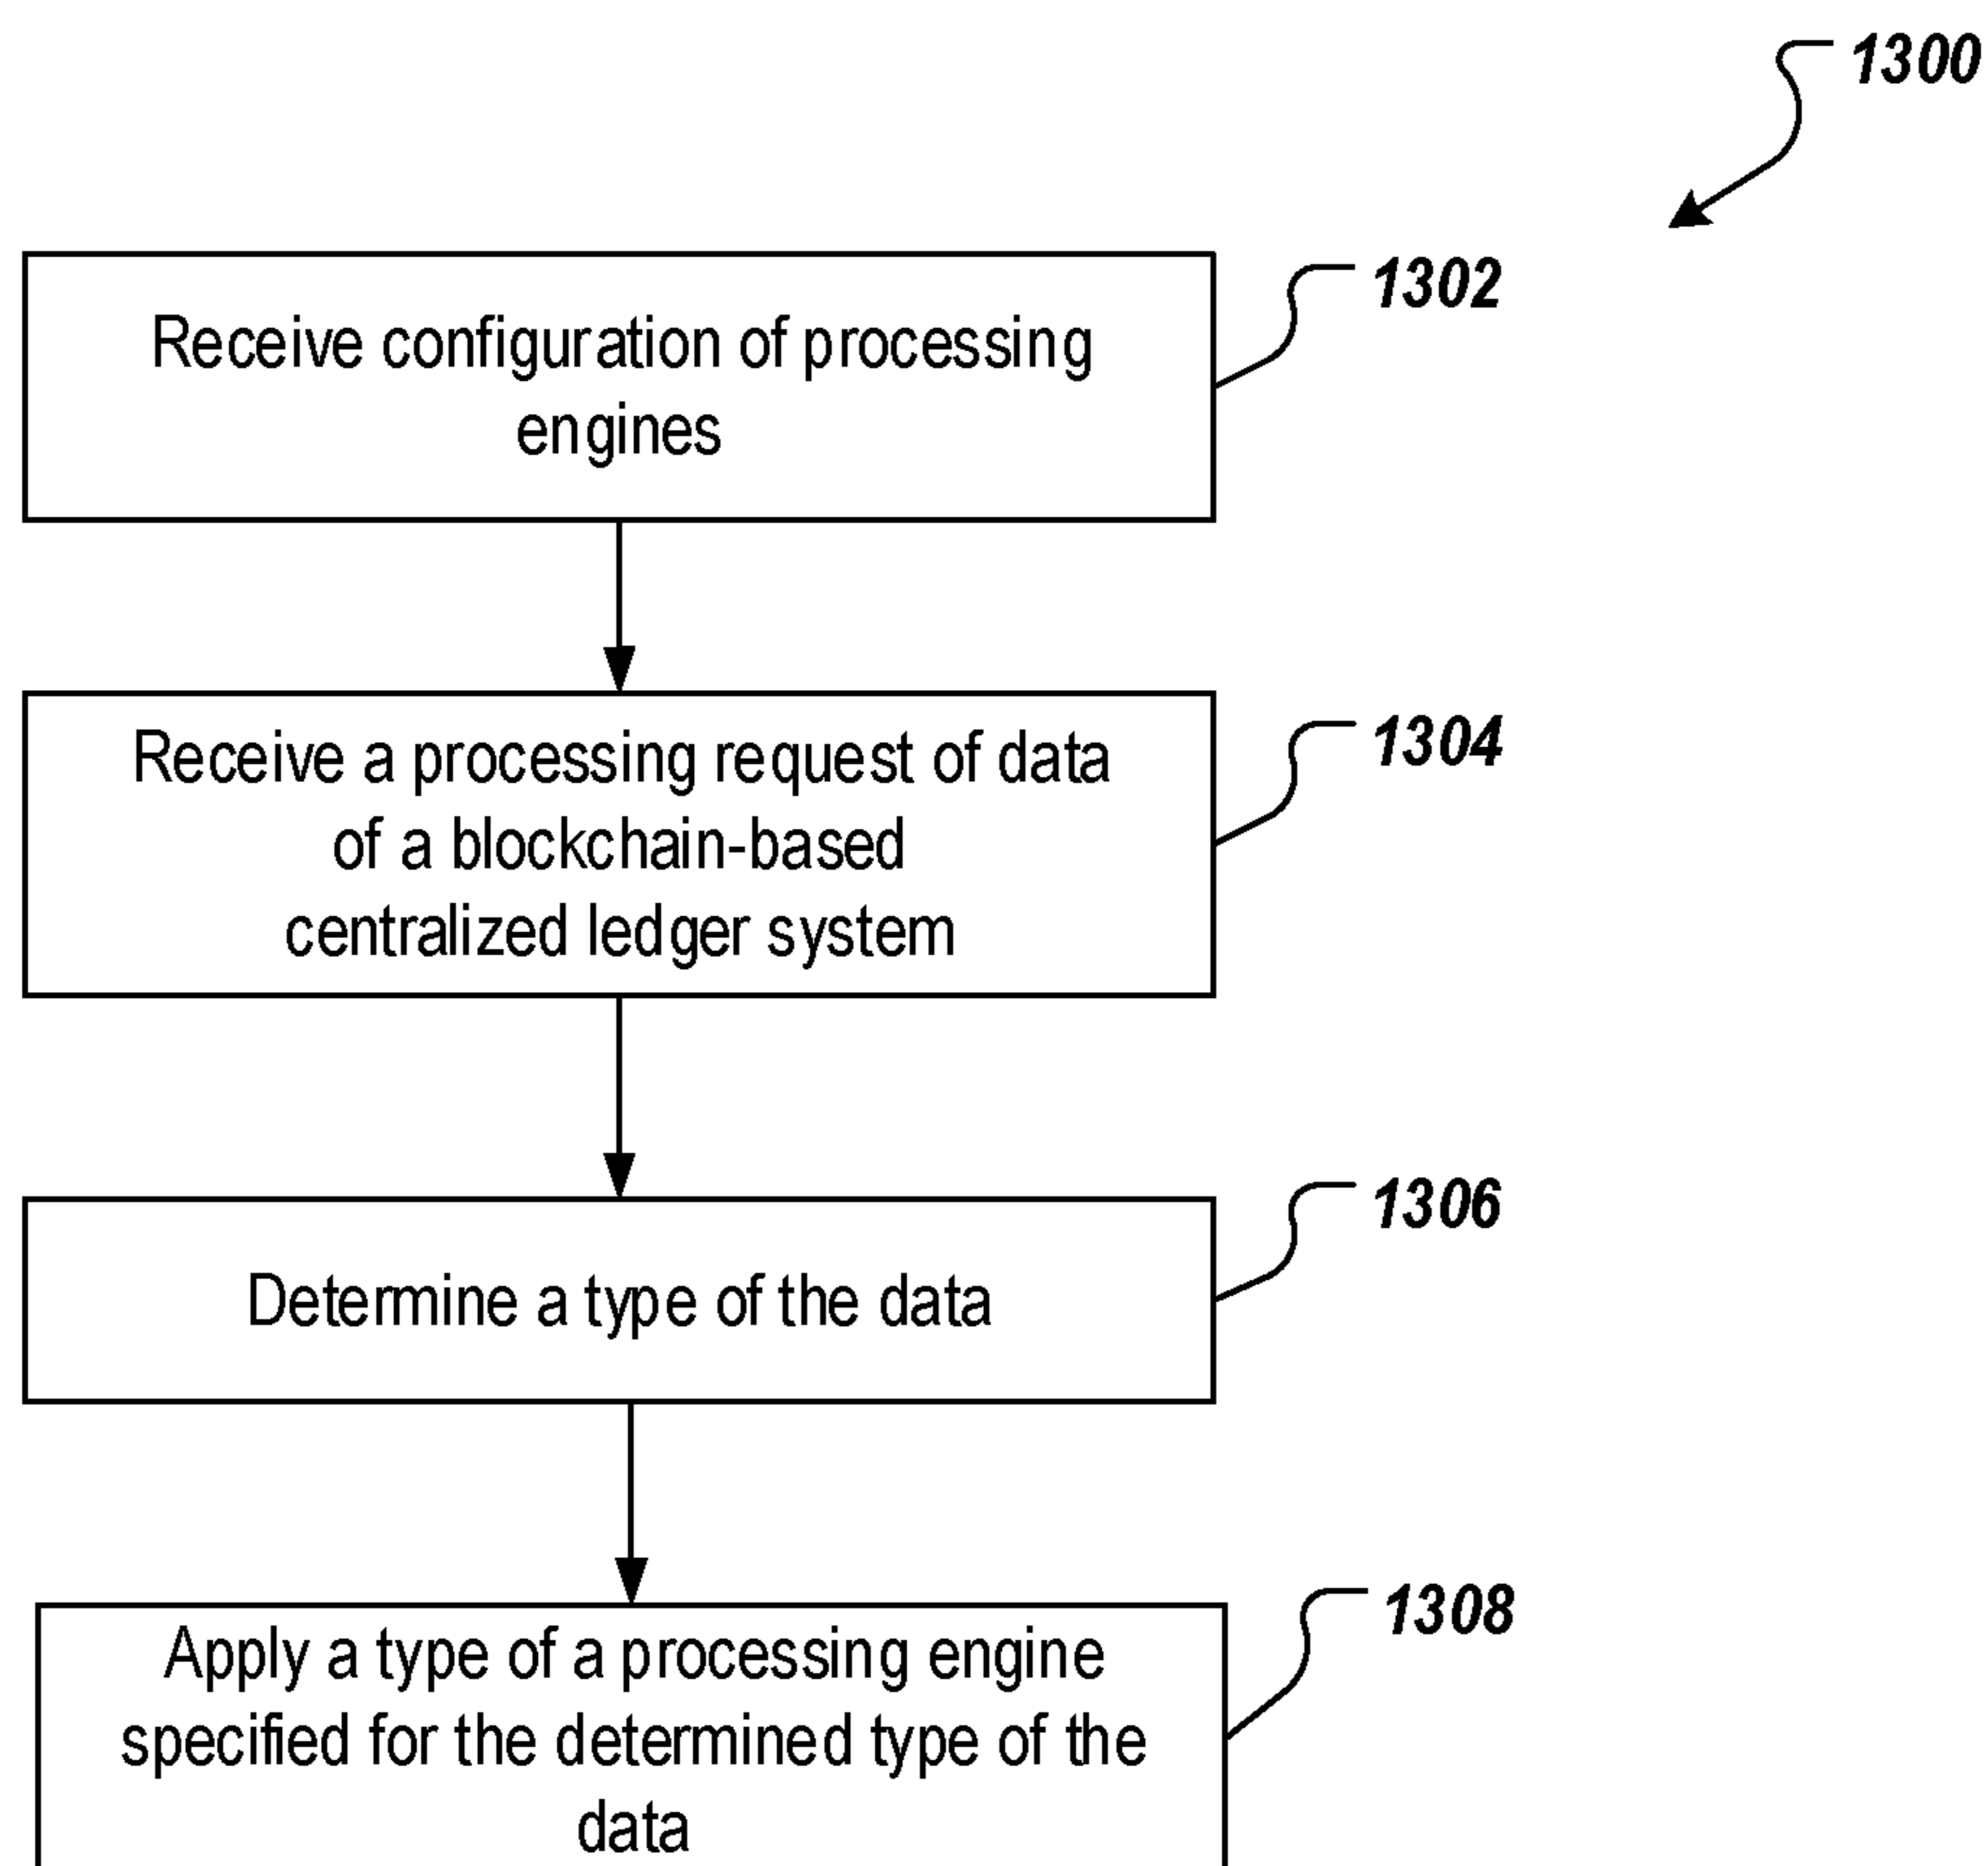 1300
Receive configuration of processing
engines
1302
Receive a processing request of data
of a blockchain-based
centralized ledger system
1304
Determine a type of the data
1306
Apply a type of a processing engine
specified for the determined type of the
data
1308